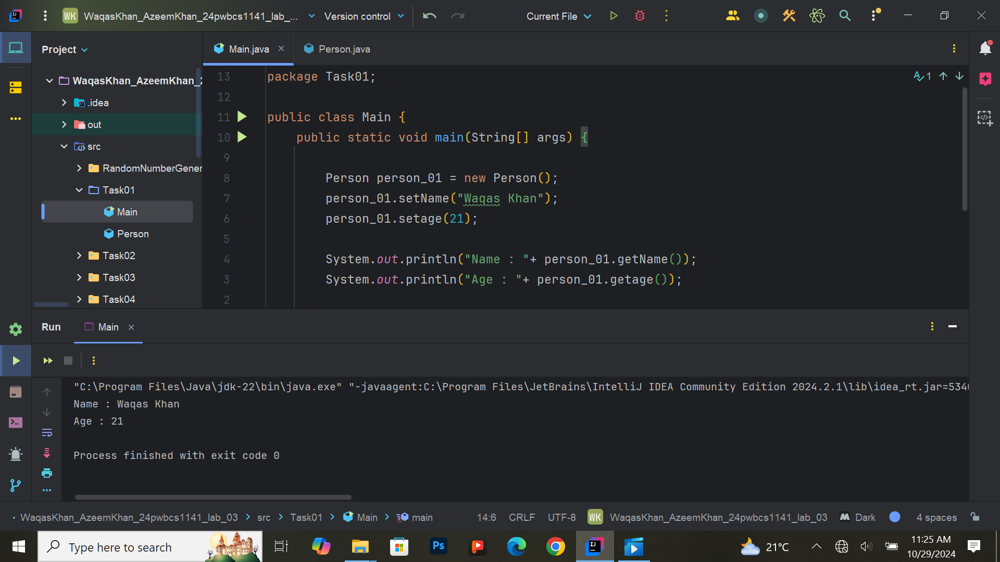 WK WaqasKhan_AzeemKhan_24pwbcs1141_lab_... Version control Current File
Project
Main.java Person.java
WaqasKhan_AzeemKhan_2
.idea
out
src
RandomNumberGener
Task01
Main
Person
Task02
Task03
Task04
13 package Task01;
12
11 public class Main {
10 public static void main(String[] args) {
9
8 Person person_01 = new Person();
7 person_01.setName("Waqas Khan");
6 person_01.setage(21);
5
4 System.out.println("Name : "+ person_01.getName());
3 System.out.println("Age : "+ person_01.getage());
2
1
Run Main
"C:\Program Files\Java\jdk-22\bin\java.exe" "-javaagent:C:\Program Files\JetBrains\IntelliJ IDEA Community Edition 2024.2.1\lib\idea_rt.jar=534
Name : Waqas Khan
Age : 21
Process finished with exit code 0
WaqasKhan_AzeemKhan_24pwbcs1141_lab_03 src Task01 Main main 14:6 CRLF UTF-8 WK WaqasKhan_AzeemKhan_24pwbcs1141_lab_03 Dark 4 spaces
Type here to search Ps IJ 21°C 11:25 AM
10/29/2024